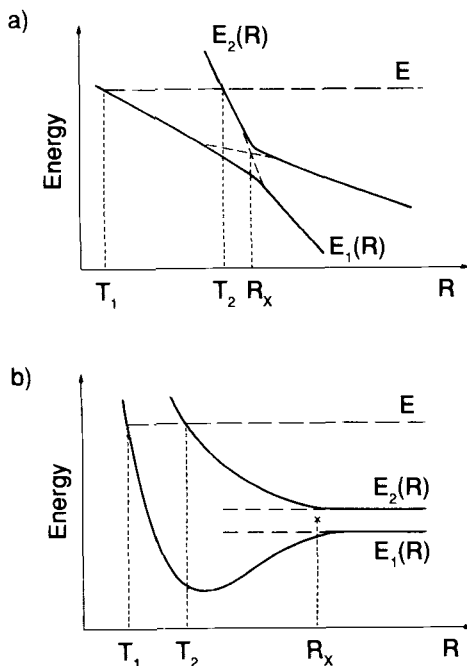 a)
E₂(R)
E
Energy
E₁(R)
T₁ T₂ Rₓ R
b)
E
Energy
E₂(R)
x
E₁(R)
T₁ T₂ Rₓ R